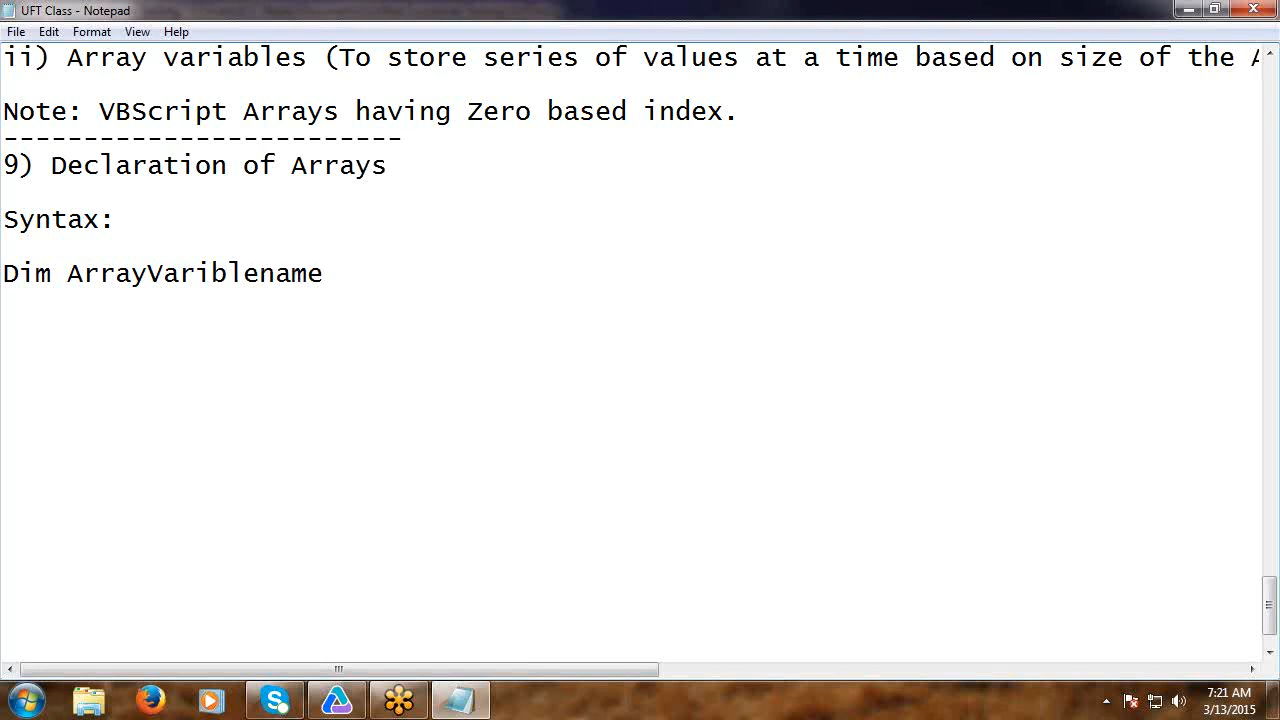 UFT Class - Notepad
File Edit Format View Help
ii) Array variables (To store series of values at a time based on size of the
Note: VBScript Arrays having Zero based index.
-------------------------
9) Declaration of Arrays
Syntax:
Dim ArrayVariblename
7:21 AM
3/13/2015